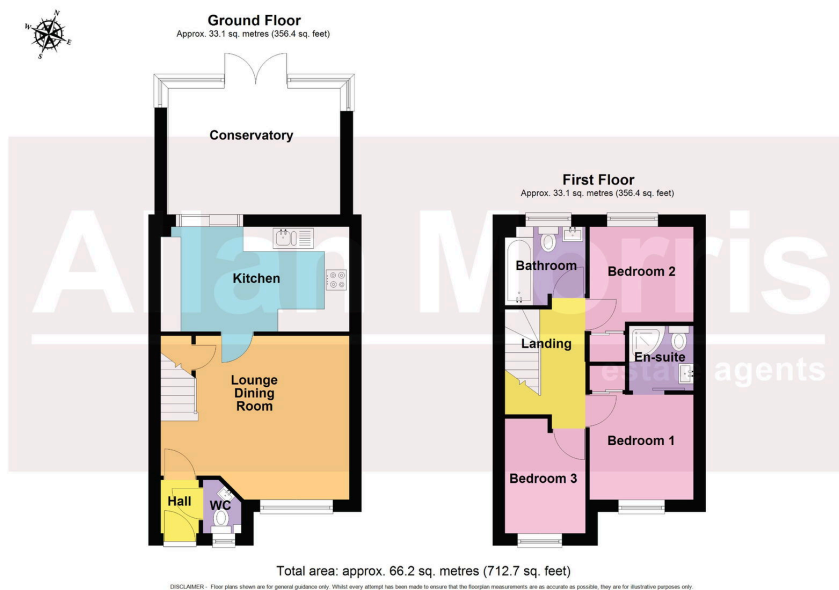 N
W
E
S
Ground Floor
Approx. 33.1 sq. metres (356.4 sq. feet)
Conservatory
Kitchen
Lounge
Dining
Room
Hall
WC
First Floor
Approx. 33.1 sq. metres (356.4 sq. feet)
Bathroom
Bedroom 2
Landing
En-suite
Bedroom 1
Bedroom 3
Allan Morris
estate agents
Total area: approx. 66.2 sq. metres (712.7 sq. feet)
DISCLAIMER - Floor plans shown are for general guidance only. Whilst every attempt has been made to ensure that the floorplan measurements are as accurate as possible, they are for illustrative purposes only.